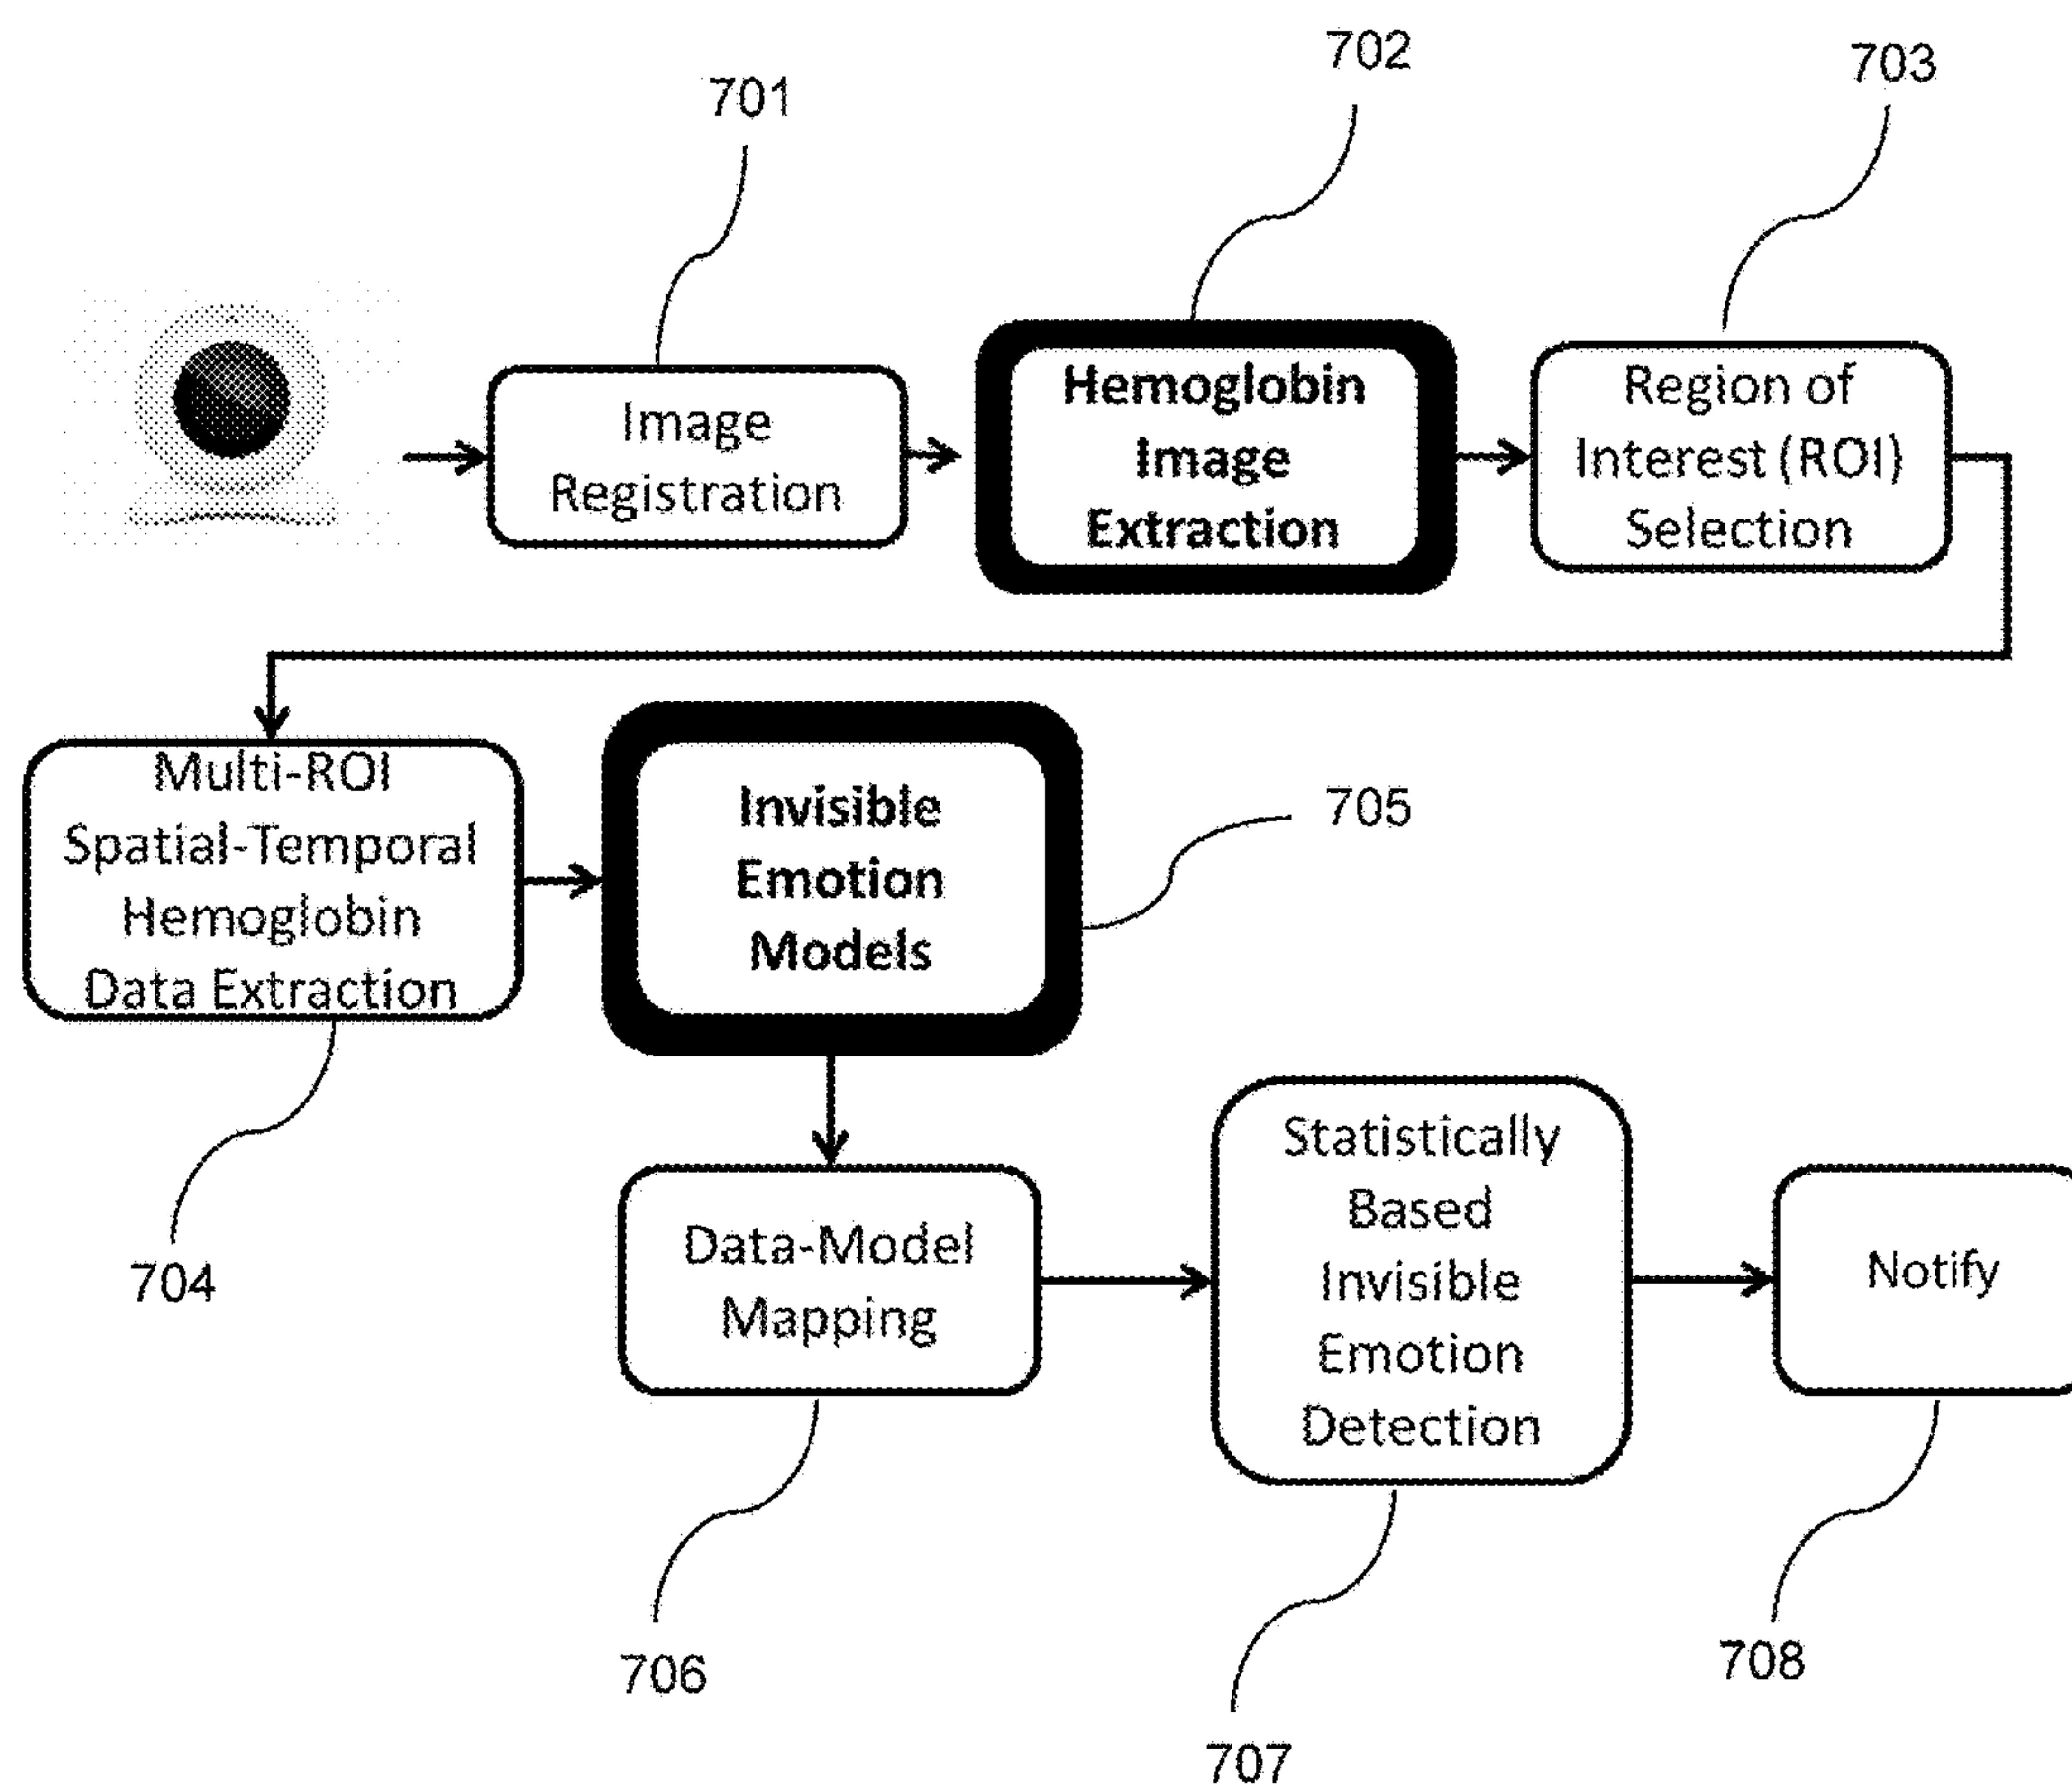 701
702
703
Image
Registration
Hemoglobin
Image
Extraction
Region of
Interest (ROI)
Selection
Multi-ROI
Spatial-Temporal
Hemoglobin
Data Extraction
704
Invisible
Emotion
Models
705
Data-Model
Mapping
706
Statistically
Based
Invisible
Emotion
Detection
707
Notify
708